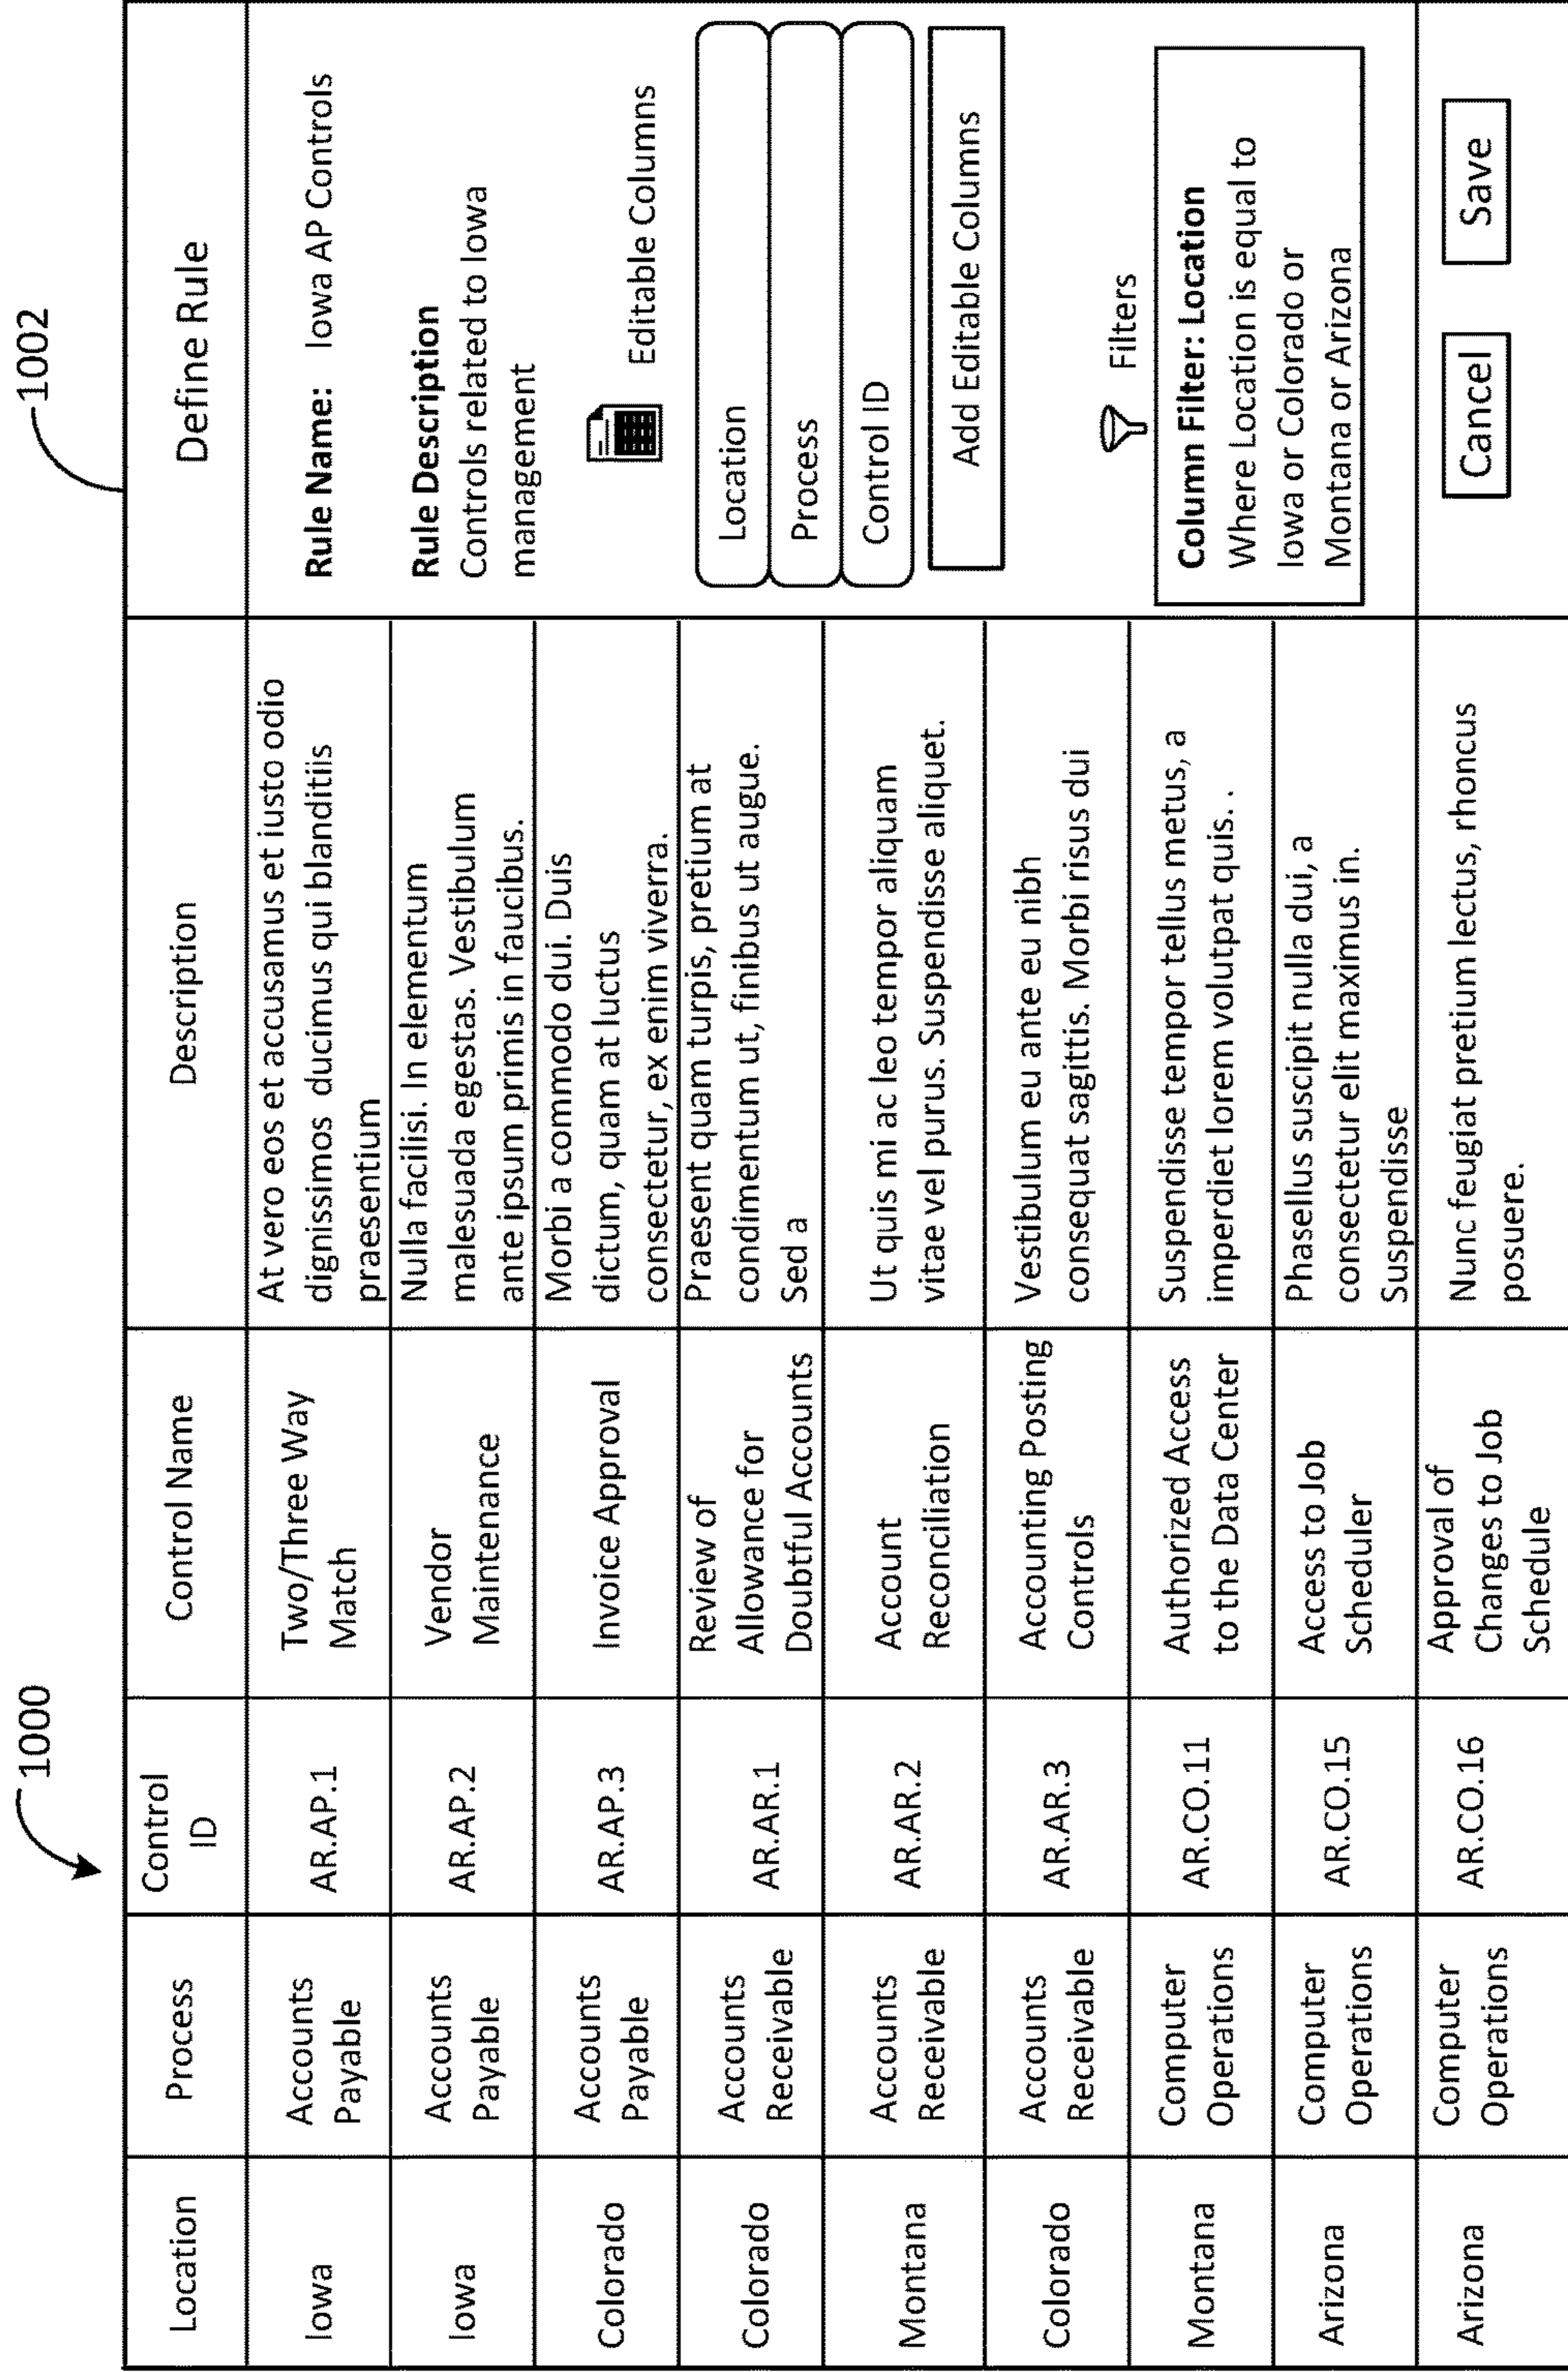 1000
1002
Location
Process
Control
ID
Control Name
Description
Define Rule
Iowa
Accounts
Payable
AR.AP.1
Two/Three Way
Match
At vero eos et accusamus et iusto odio
dignissimos ducimus qui blanditiis
praesentium
Iowa
Accounts
Payable
AR.AP.2
Vendor
Maintenance
Nulla facilisi. In elementum
malesuada egestas. Vestibulum
ante ipsum primis in faucibus.
Colorado
Accounts
Payable
AR.AP.3
Invoice Approval
Morbi a commodo dui. Duis
dictum, quam at luctus
consectetur, ex enim viverra.
Colorado
Accounts
Receivable
AR.AR.1
Review of
Allowance for
Doubtful Accounts
Praesent quam turpis, pretium at
condimentum ut, finibus ut augue.
Sed a
Montana
Accounts
Receivable
AR.AR.2
Account
Reconciliation
Ut quis mi ac leo tempor aliquam
vitae vel purus. Suspendisse aliquet.
Colorado
Accounts
Receivable
AR.AR.3
Accounting Posting
Controls
Vestibulum eu ante eu nibh
consequat sagittis. Morbi risus dui
Montana
Computer
Operations
AR.CO.11
Authorized Access
to the Data Center
Suspendisse tempor tellus metus, a
imperdiet lorem volutpat quis. .
Arizona
Computer
Operations
AR.CO.15
Access to Job
Scheduler
Phasellus suscipit nulla dui, a
consectetur elit maximus in.
Suspendisse
Arizona
Computer
Operations
AR.CO.16
Approval of
Changes to Job
Schedule
Nunc feugiat pretium lectus, rhoncus
posuere.
Rule Name: Iowa AP Controls
Rule Description
Controls related to Iowa
management
Editable Columns
Location
Process
Control ID
Add Editable Columns
Filters
Column Filter: Location
Where Location is equal to
Iowa or Colorado or
Montana or Arizona
Cancel
Save